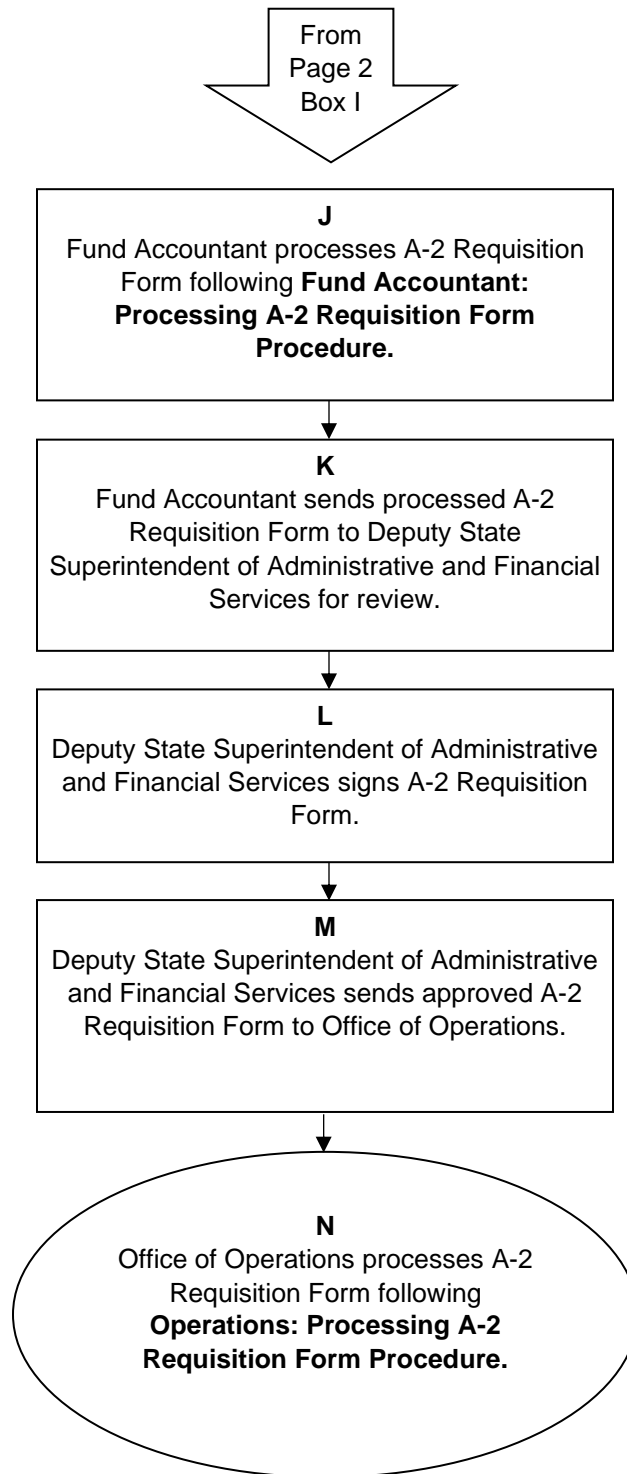 From
Page 2
Box I
J
Fund Accountant processes A-2 Requisition
Form following Fund Accountant:
Processing A-2 Requisition Form
Procedure.
K
Fund Accountant sends processed A-2
Requisition Form to Deputy State
Superintendent of Administrative and Financial
Services for review.
L
Deputy State Superintendent of Administrative
and Financial Services signs A-2 Requisition
Form.
M
Deputy State Superintendent of Administrative
and Financial Services sends approved A-2
Requisition Form to Office of Operations.
N
Office of Operations processes A-2
Requisition Form following
Operations: Processing A-2
Requisition Form Procedure.